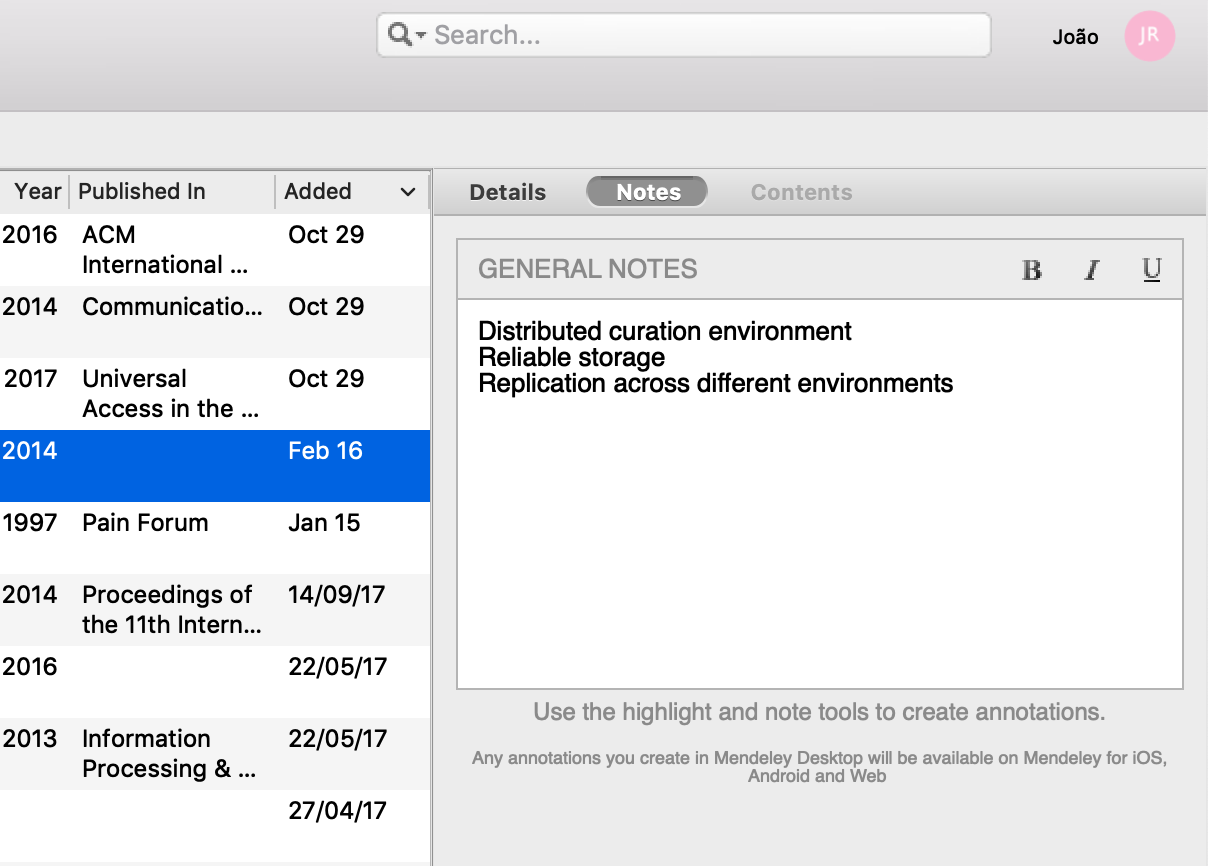 Search...
João
JR
Year Published In Added
Details Notes Contents
2016 ACM Oct 29
International ...
2014 Communicatio... Oct 29
2017 Universal Oct 29
Access in the ...
2014 Feb 16
1997 Pain Forum Jan 15
2014 Proceedings of 14/09/17
the 11th Intern...
2016 22/05/17
2013 Information 22/05/17
Processing & ...
27/04/17
GENERAL NOTES B I U
Distributed curation environment
Reliable storage
Replication across different environments
Use the highlight and note tools to create annotations.
Any annotations you create in Mendeley Desktop will be available on Mendeley for iOS,
Android and Web